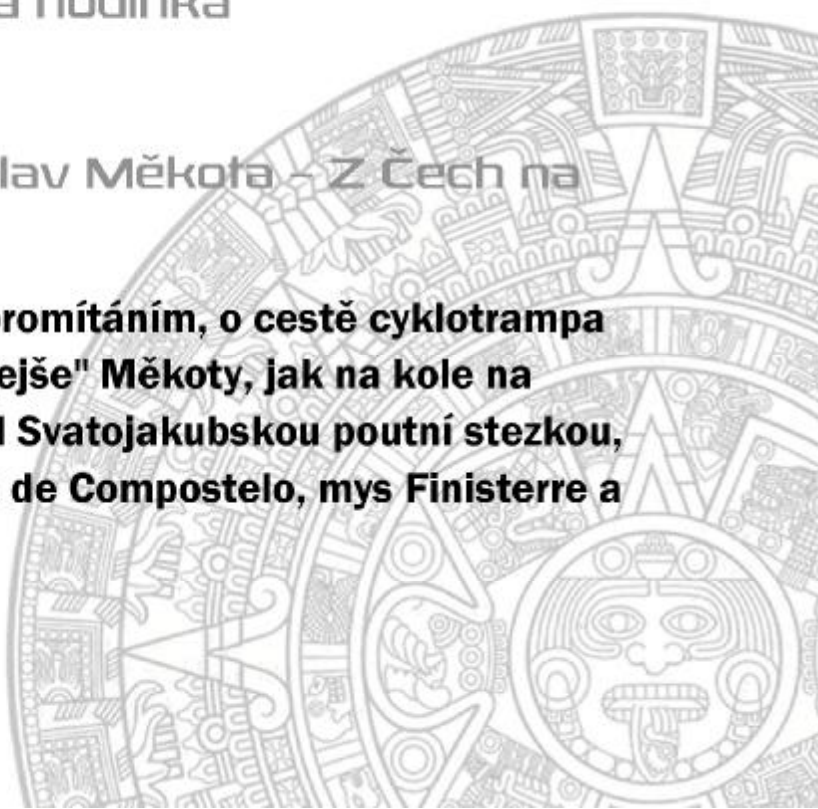 hodinka
lav Měkota – Z Čech na
romítáním, o cestě cyklotrampa
ejše" Měkoty, jak na kole na
Svatojakubskou poutní stezkou,
de Compostelo, mys Finisterre a